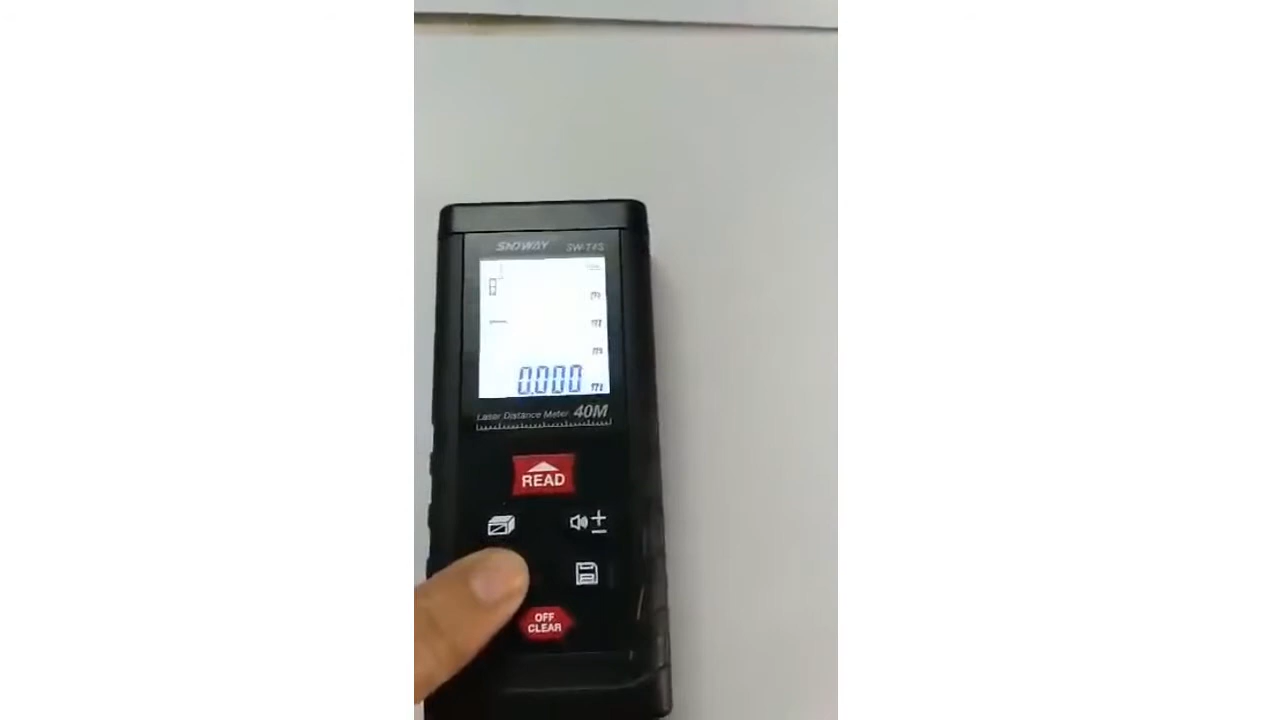 SNDWAY SW-T4S
m
m
m
0.000 m
Laser Distance Meter 40M
READ
OFF
CLEAR